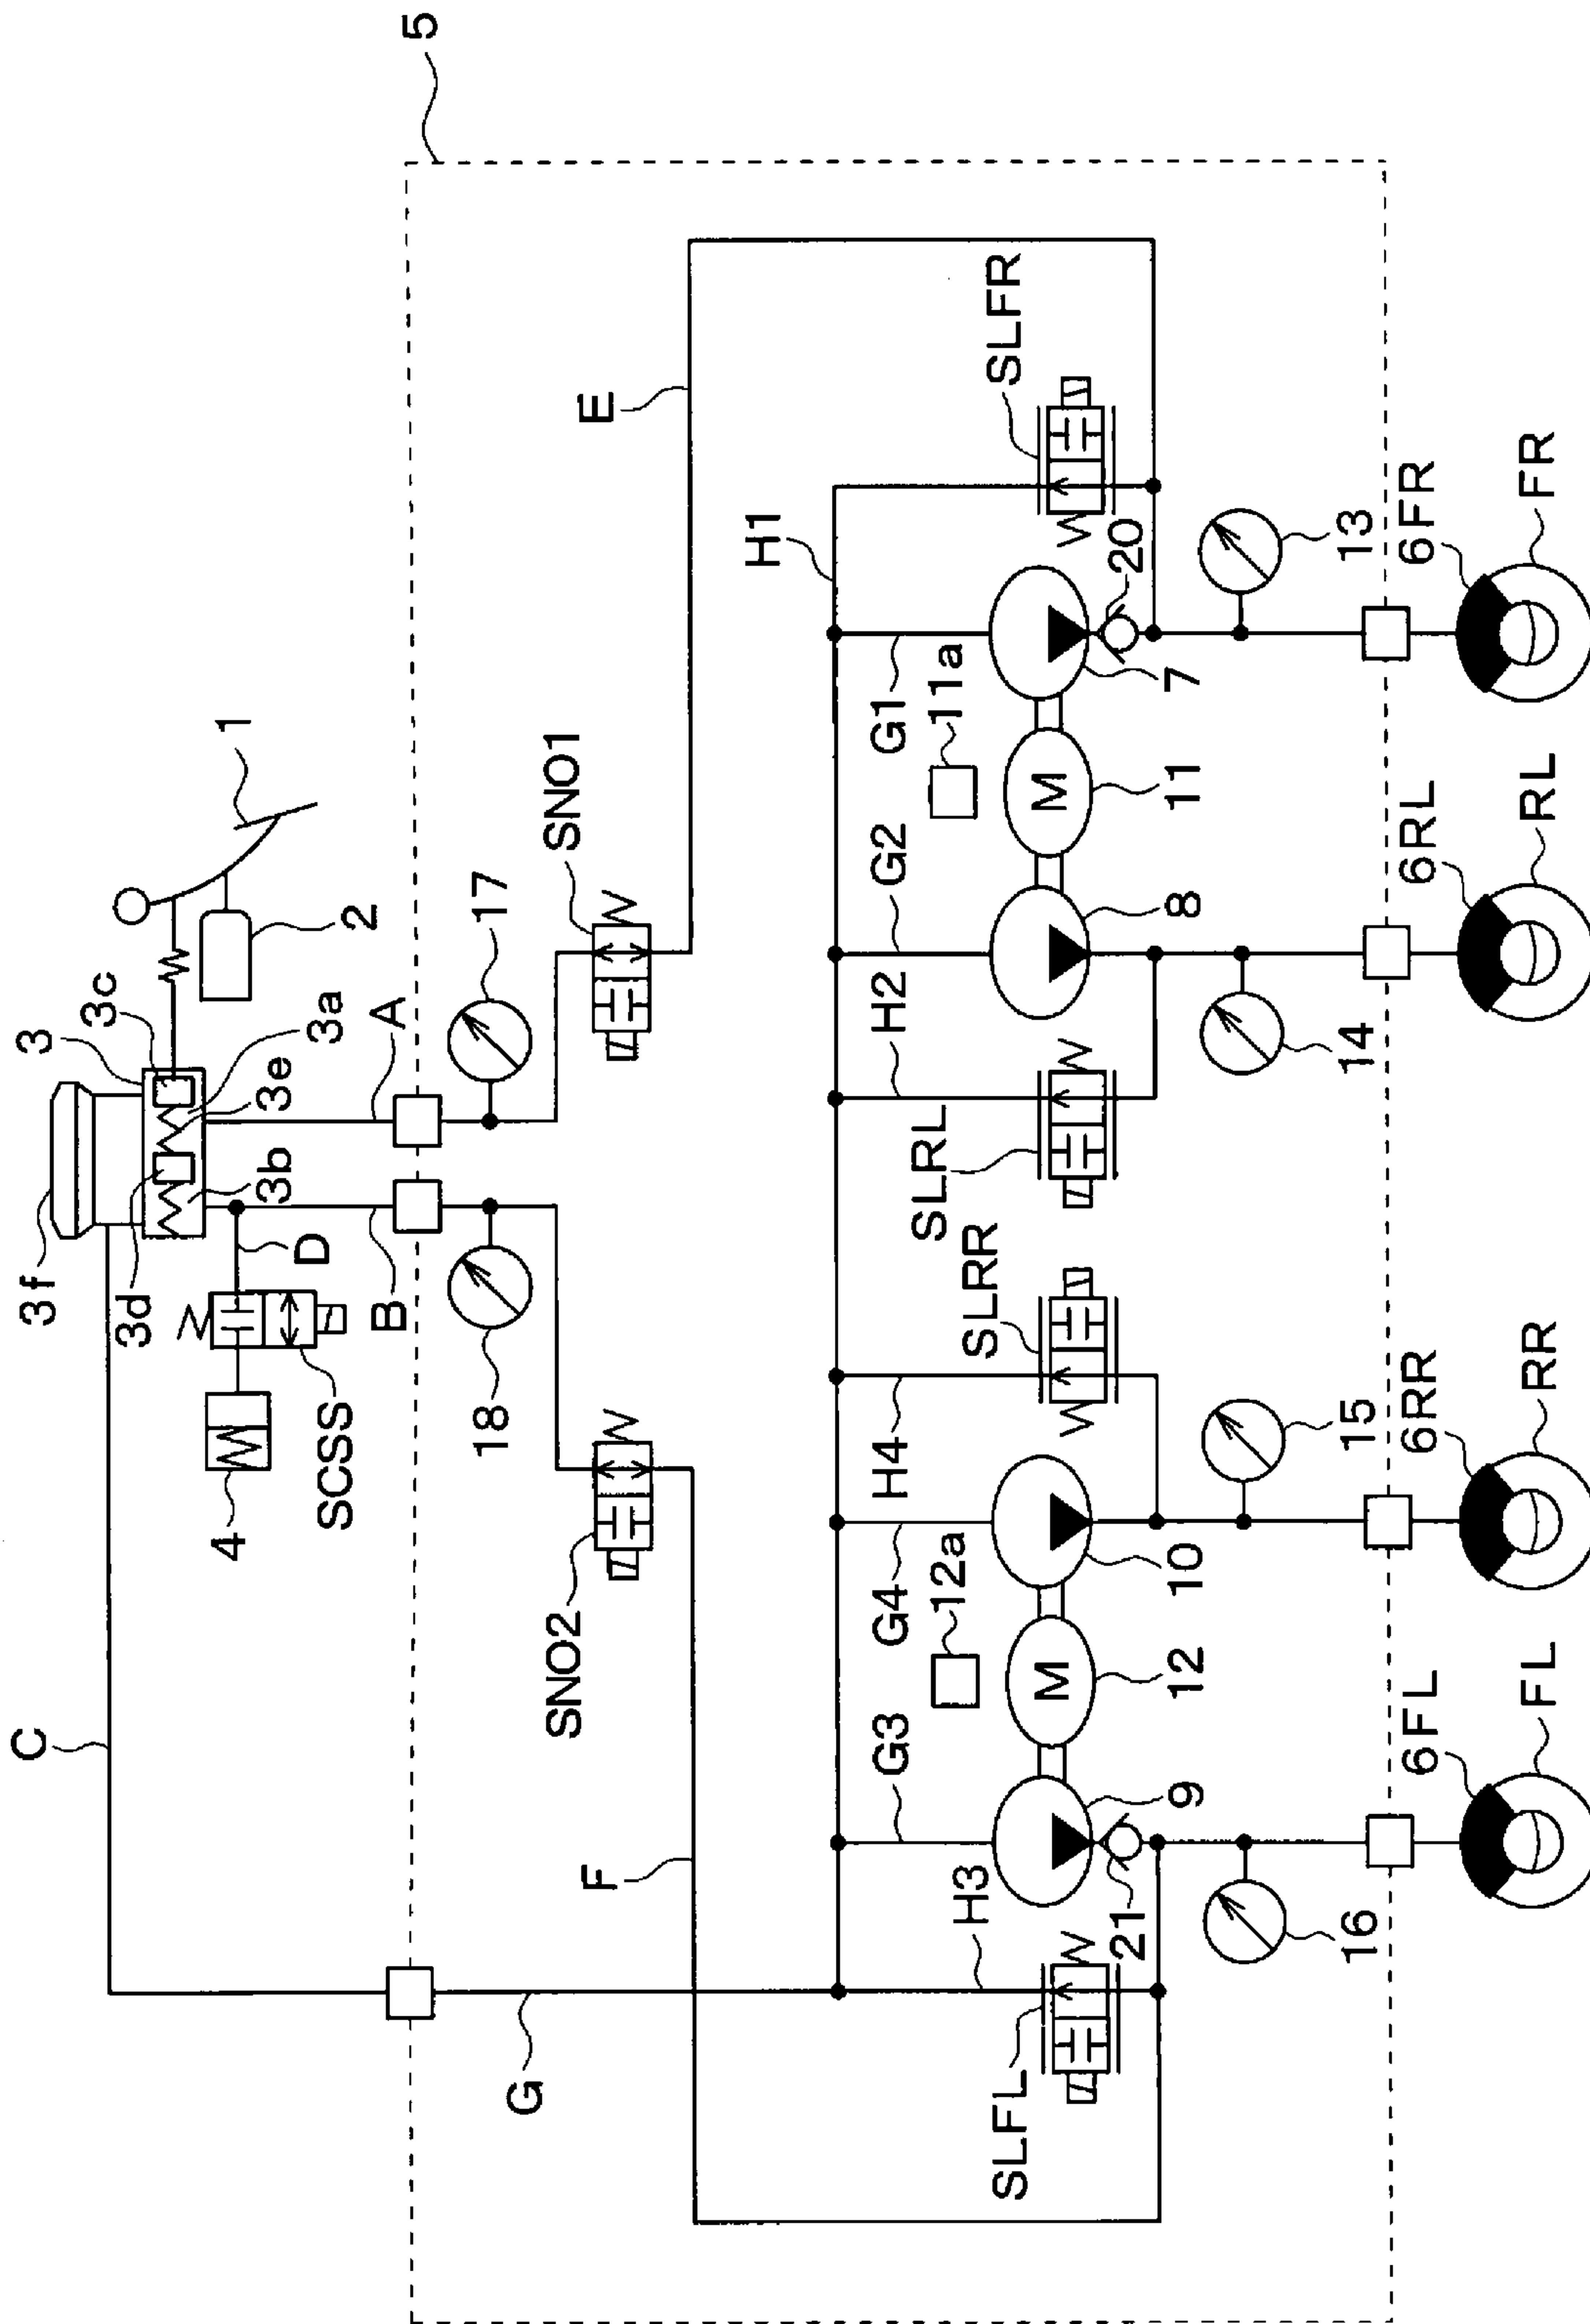 5
C
3f
3
3c
1
3d
3e
3a
3b
2
D
A
B
4
SCSS
17
18
SNO1
SNO2
E
F
G
H1
H2
H3
H4
G1
G2
G3
G4
SLFR
SLRL
SLRR
SLFL
11a
12a
M
M
20
21
7
11
8
10
12
9
13
14
15
16
6FR
6RL
6RR
6FL
FR
RL
RR
FL